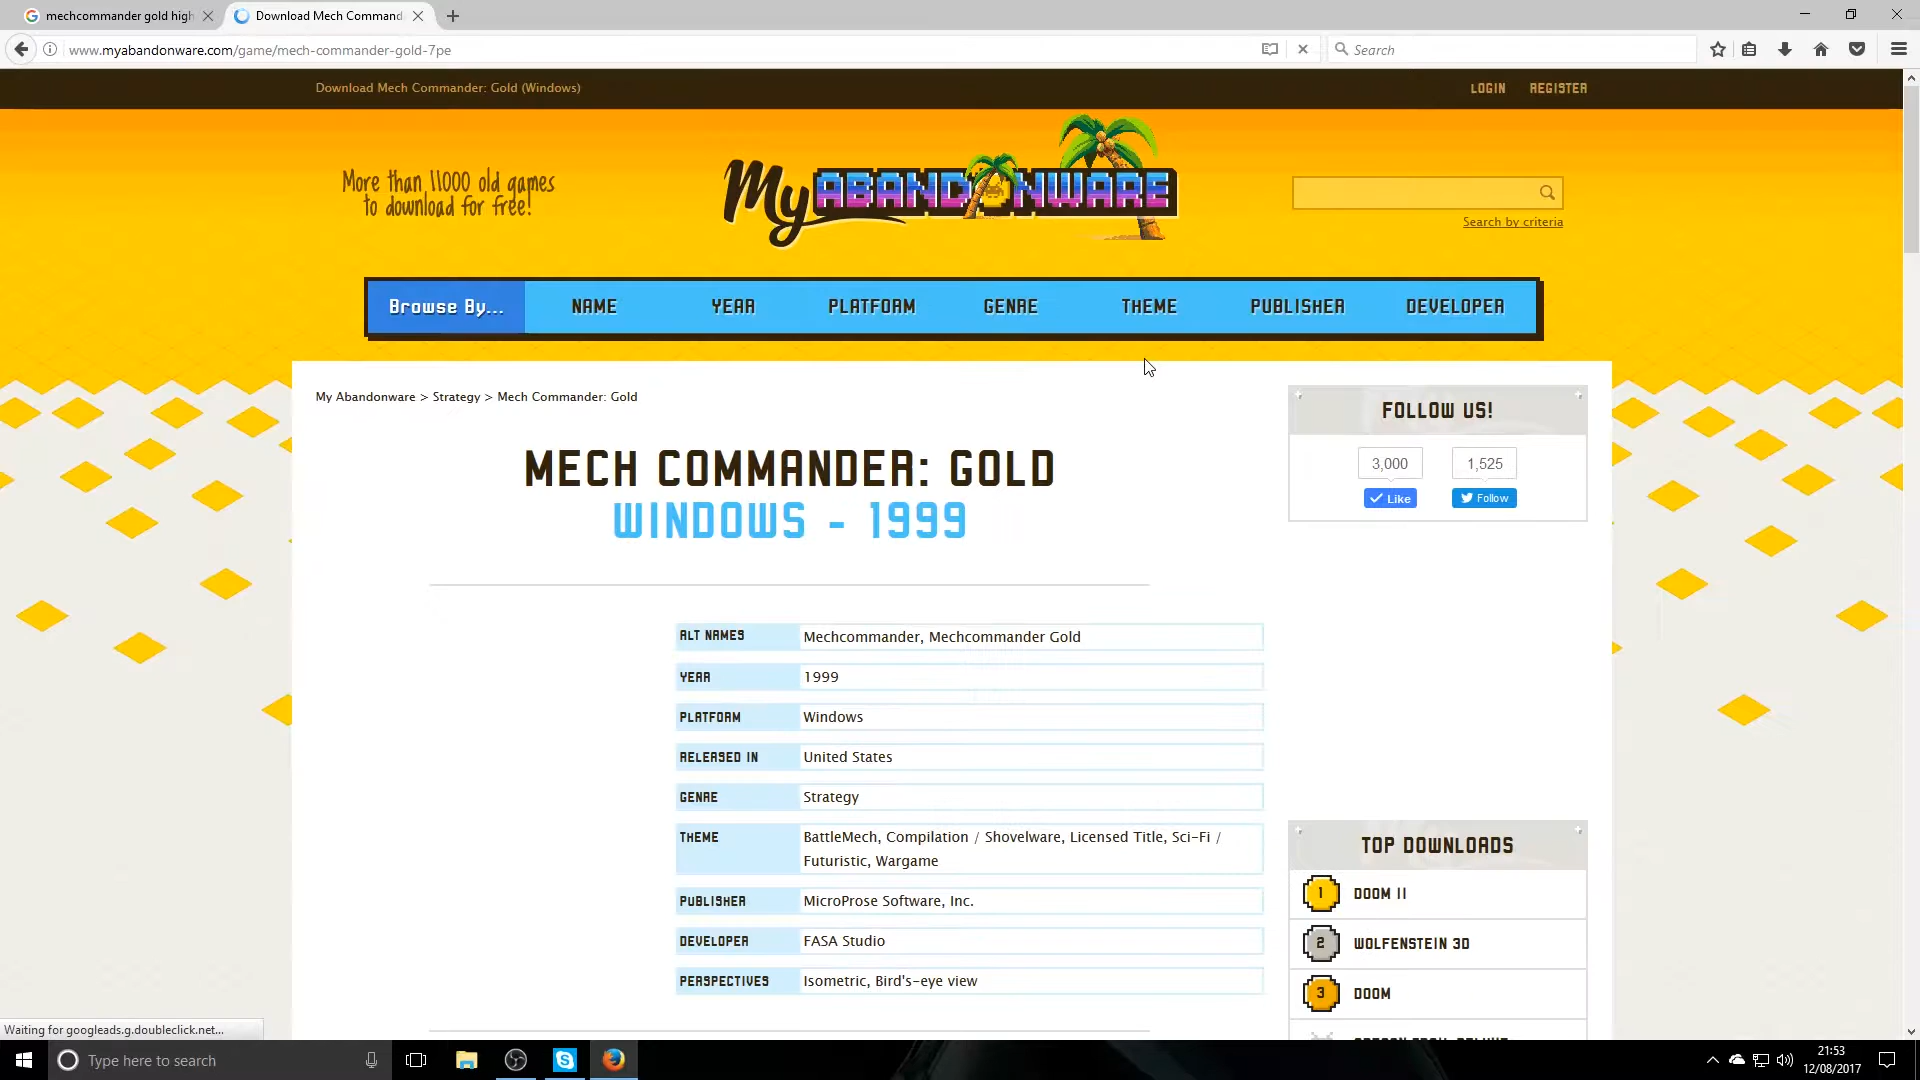 mechcommander gold high
Download Mech Command
www.myabandonware.com/game/mech-commander-gold-7pe
Search
Download Mech Commander: Gold (Windows)
LOGIN
REGISTER
More than 11000 old games
to download for free!
My ABANDONWARE
Search by criteria
Browse By...
NAME
YEAR
PLATFORM
GENRE
THEME
PUBLISHER
DEVELOPER
My Abandonware > Strategy > Mech Commander: Gold
MECH COMMANDER: GOLD
WINDOWS - 1999
FOLLOW US!
3,000
1,525
Like
Follow
ALT NAMES
Mechcommander, Mechcommander Gold
YEAR
1999
PLATFORM
Windows
RELEASED IN
United States
GENRE
Strategy
THEME
BattleMech, Compilation / Shovelware, Licensed Title, Sci-Fi /
Futuristic, Wargame
PUBLISHER
MicroProse Software, Inc.
DEVELOPER
FASA Studio
PERSPECTIVES
Isometric, Bird's-eye view
TOP DOWNLOADS
1 DOOM II
2 WOLFENSTEIN 3D
3 DOOM
Waiting for googleads.g.doubleclick.net...
Type here to search
21:53
12/08/2017